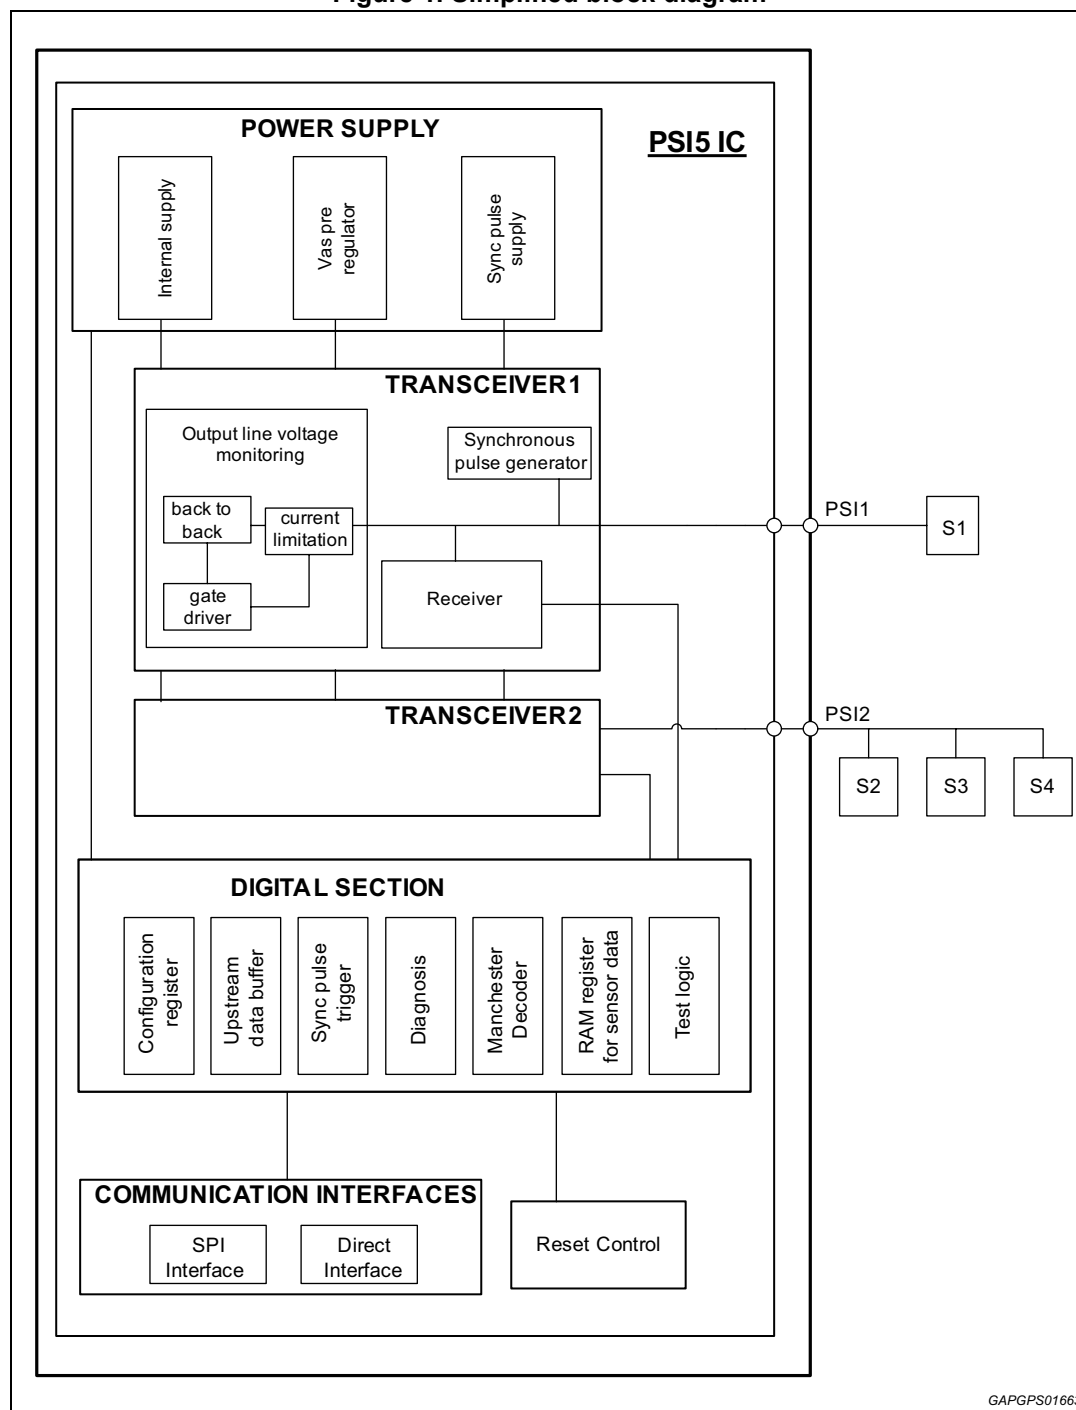 Figure 1. Simplified block diagram
POWER SUPPLY
PSI5 IC
Internal supply
Vas pre
regulator
Sync pulse
supply
TRANSCEIVER1
Output line voltage
monitoring
Synchronous
pulse generator
back to
back
current
limitation
gate
driver
Receiver
PSI1
S1
TRANSCEIVER2
PSI2
S2
S3
S4
DIGITAL SECTION
Configuration
register
Upstream
data buffer
Sync pulse
trigger
Diagnosis
Manchester
Decoder
RAM register
for sensor data
Test logic
COMMUNICATION INTERFACES
SPI
Interface
Direct
Interface
Reset Control